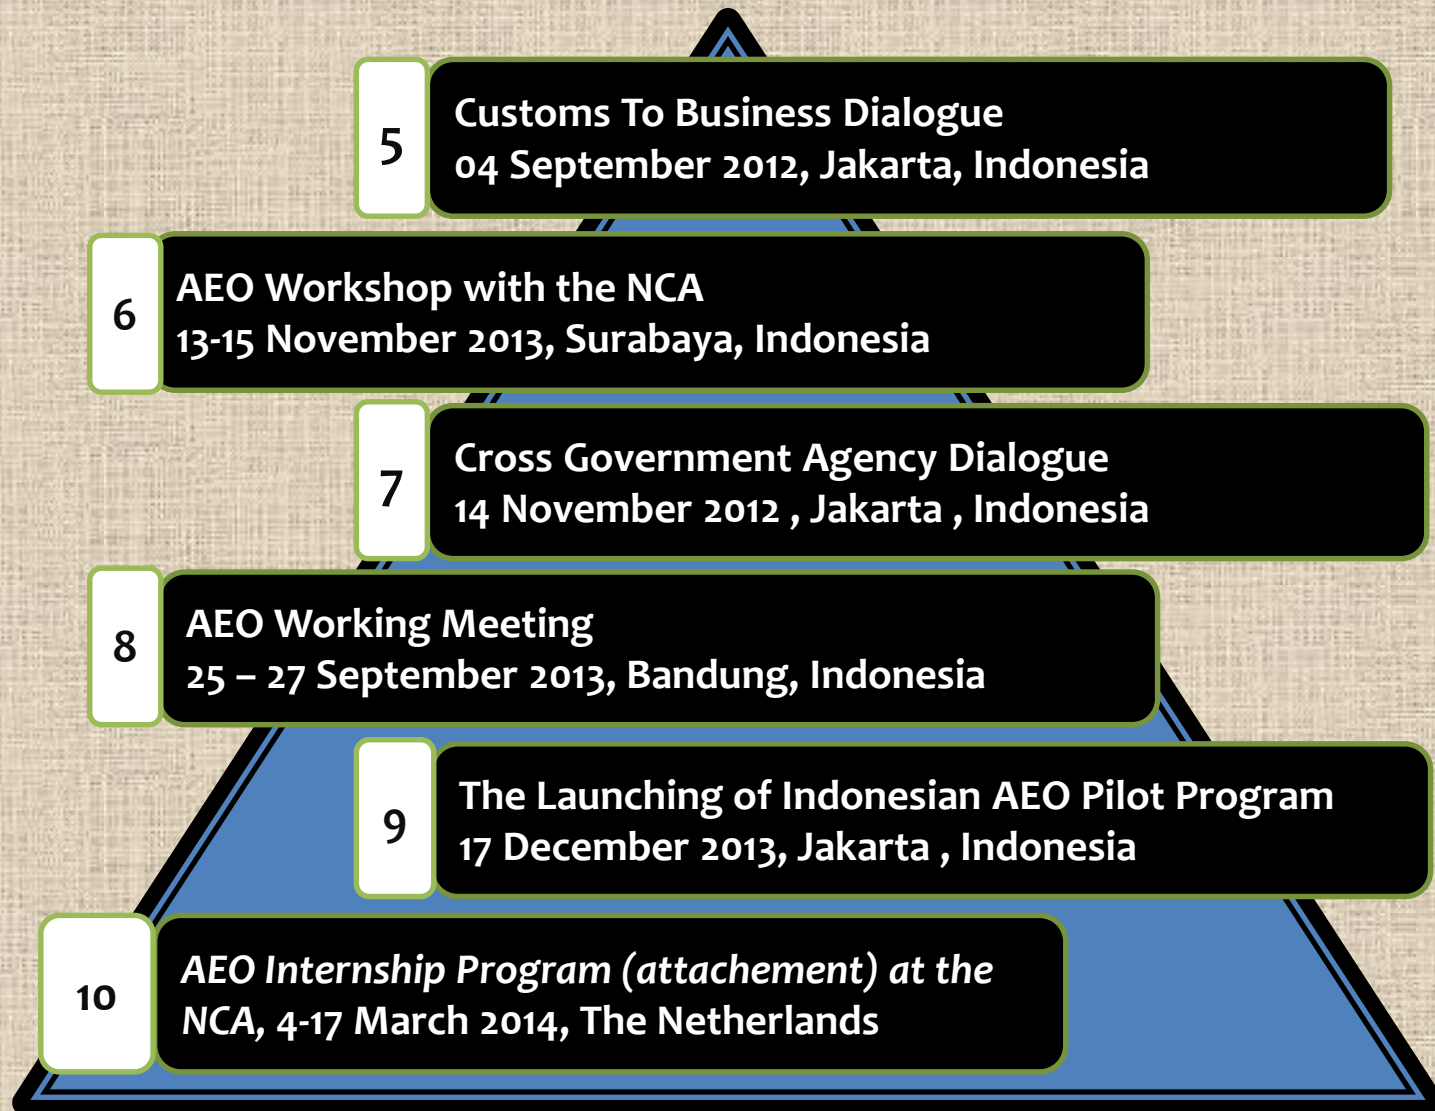 5
Customs To Business Dialogue
04 September 2012, Jakarta, Indonesia
6
AEO Workshop with the NCA
13-15 November 2013, Surabaya, Indonesia
7
Cross Government Agency Dialogue
14 November 2012 , Jakarta , Indonesia
8
AEO Working Meeting
25 – 27 September 2013, Bandung, Indonesia
9
The Launching of Indonesian AEO Pilot Program
17 December 2013, Jakarta , Indonesia
10
AEO Internship Program (attachement) at the
NCA, 4-17 March 2014, The Netherlands